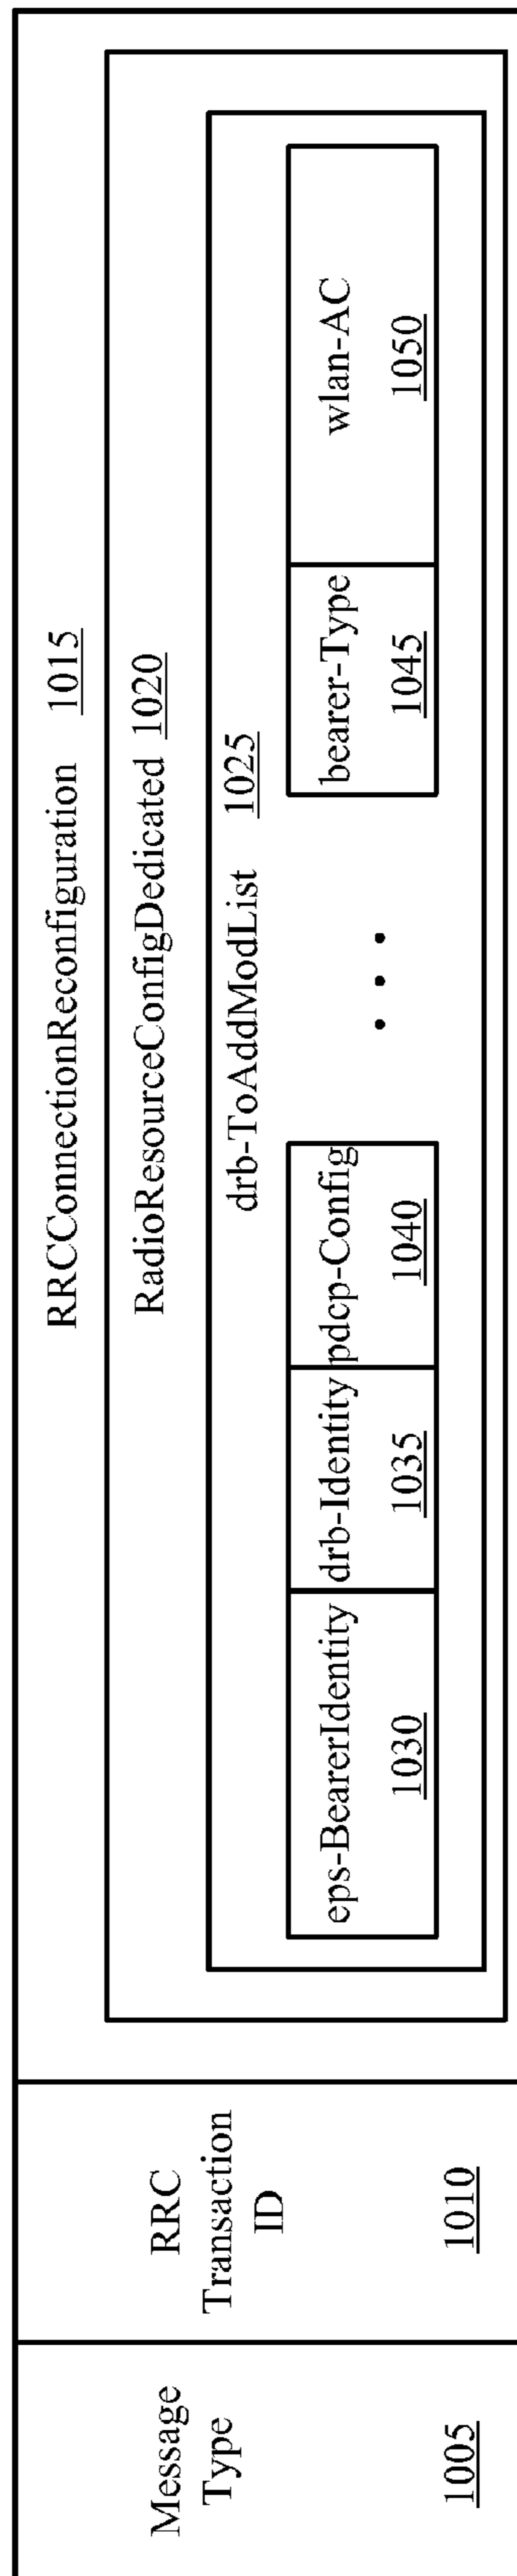 Message
Type
1005
RRC
Transaction
ID
1010
RRCConnectionReconfiguration 1015
RadioResourceConfigDedicated 1020
drb-ToAddModList 1025
eps-BearerIdentity
1030
drb-Identity
1035
pdcp-Config
1040
• • •
bearer-Type
1045
wlan-AC
1050